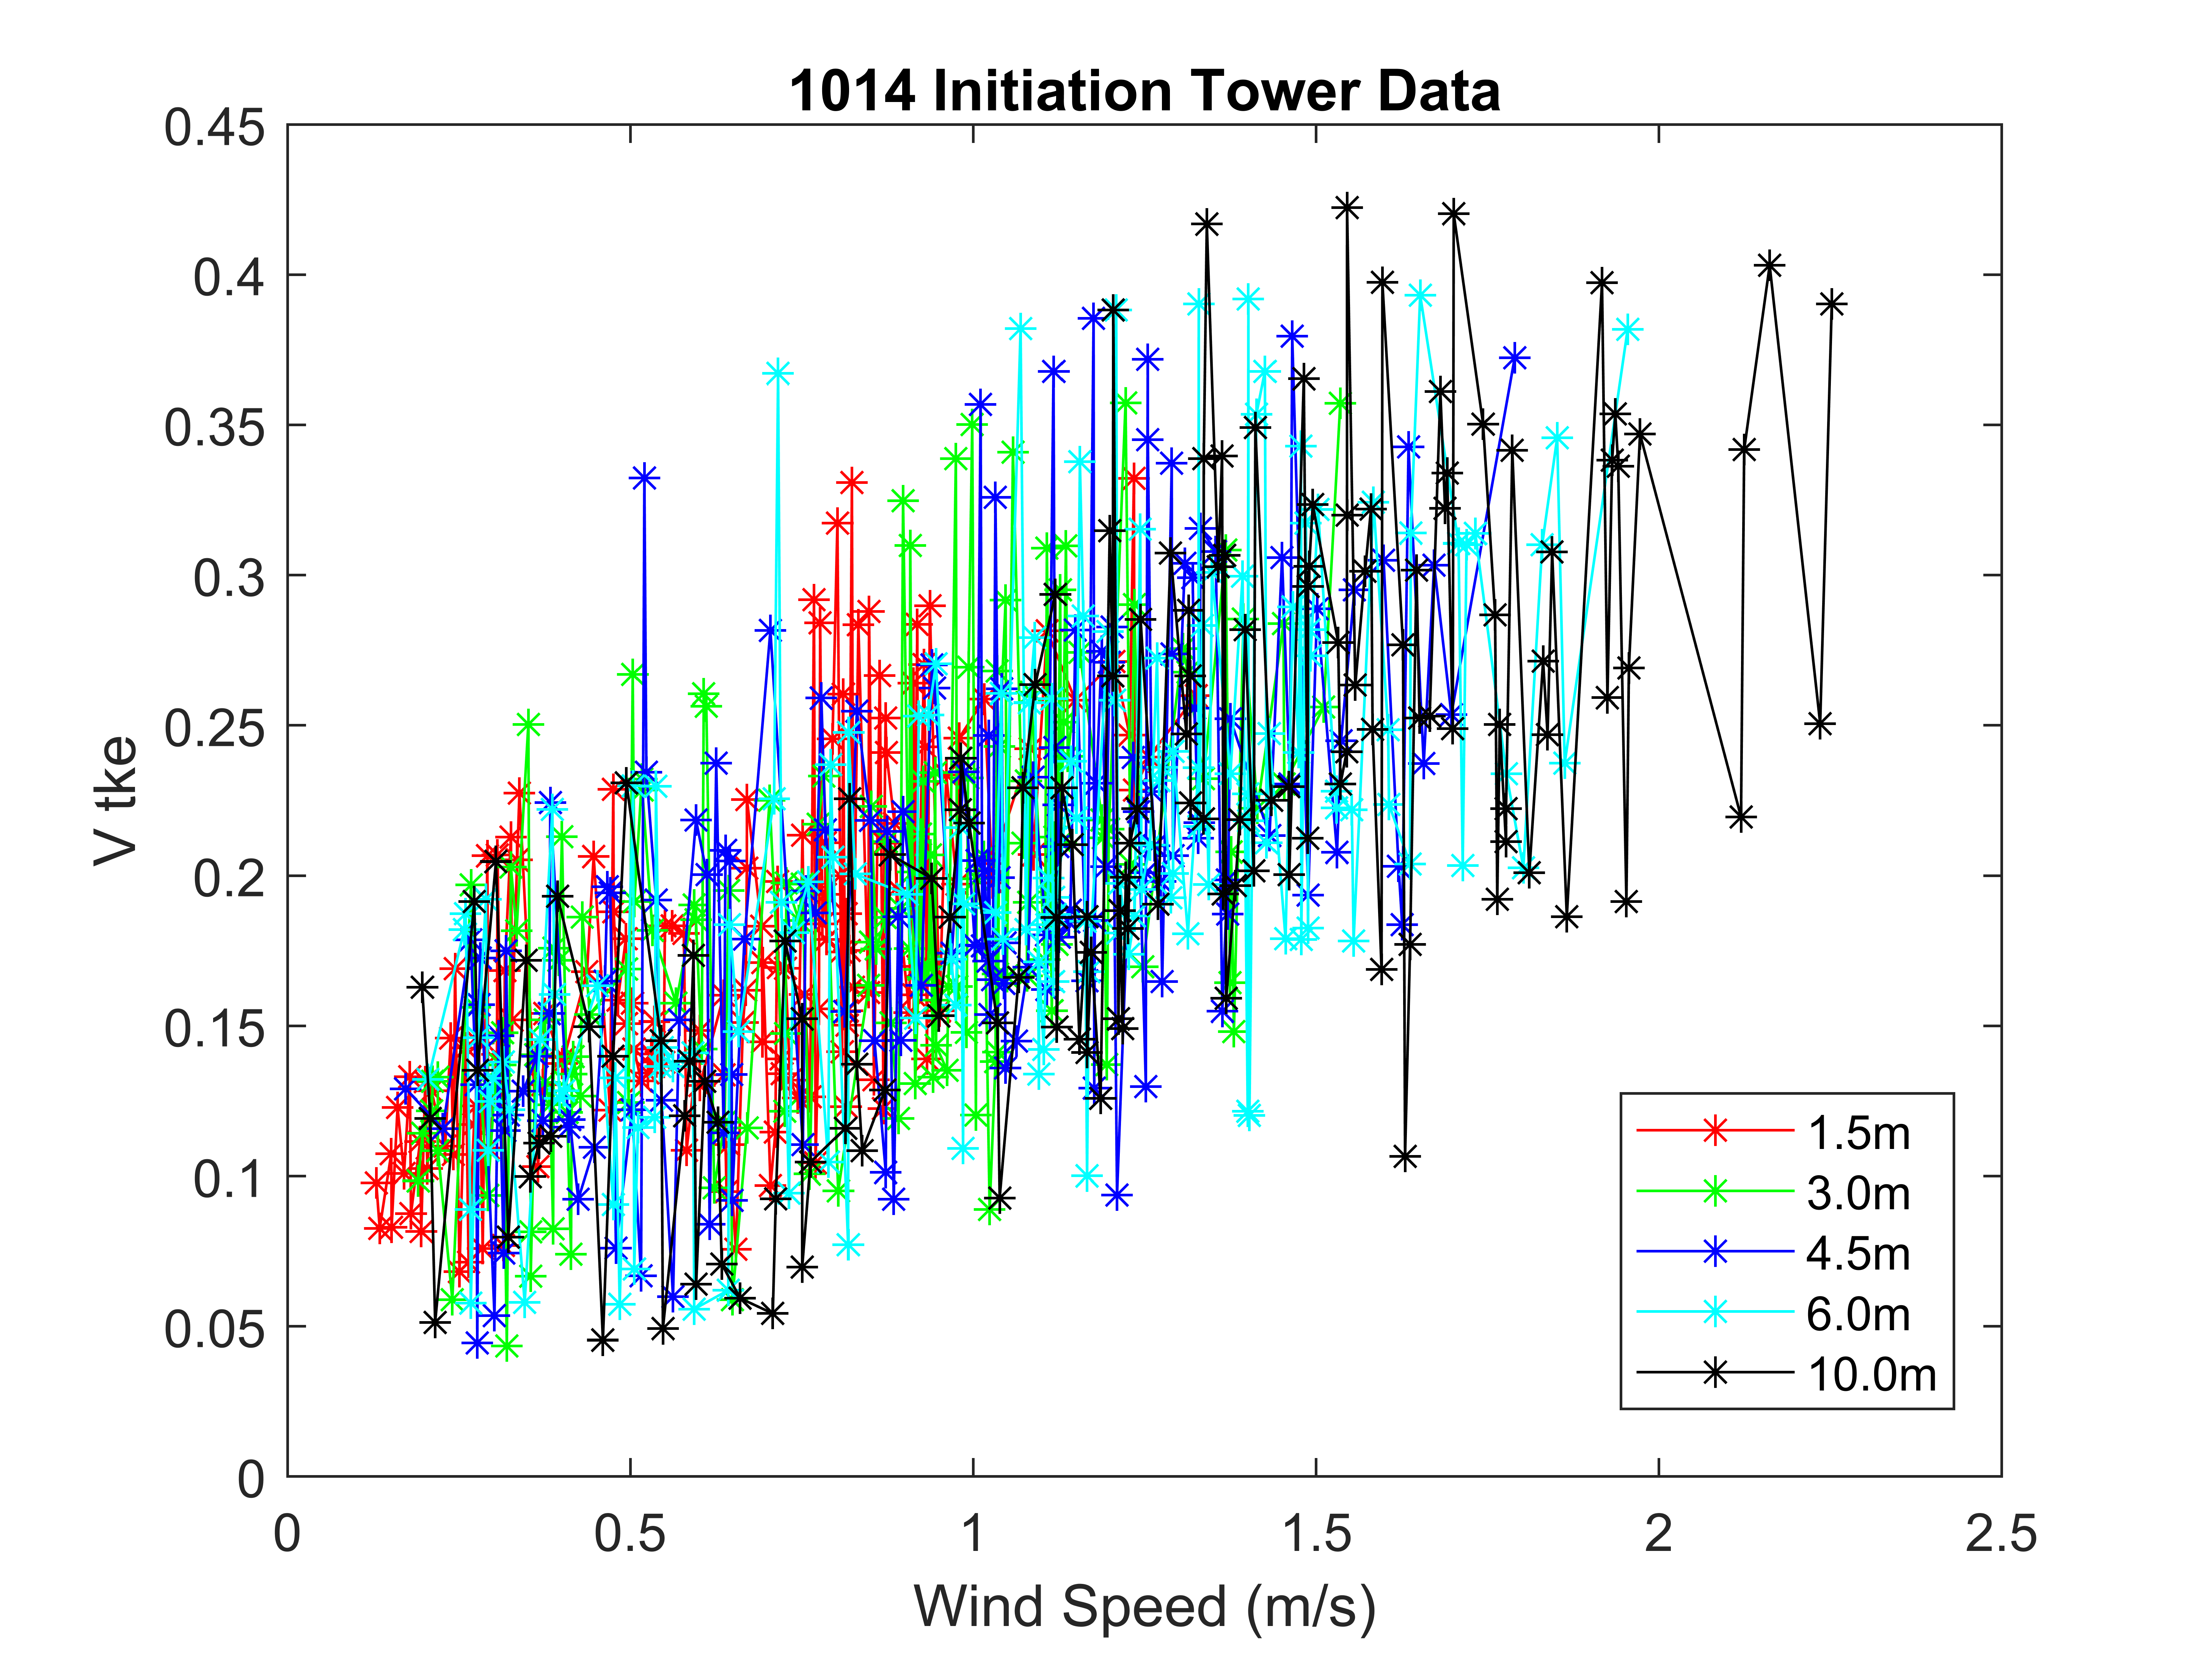 1014 Initiation Tower Data
0.45
0.4
0.35
0.3
0.25
0.2
0.15
0.1
0.05
0
V tke
1.5m
3.0m
4.5m
6.0m
10.0m
0 0.5 1 1.5 2 2.5
Wind Speed (m/s)